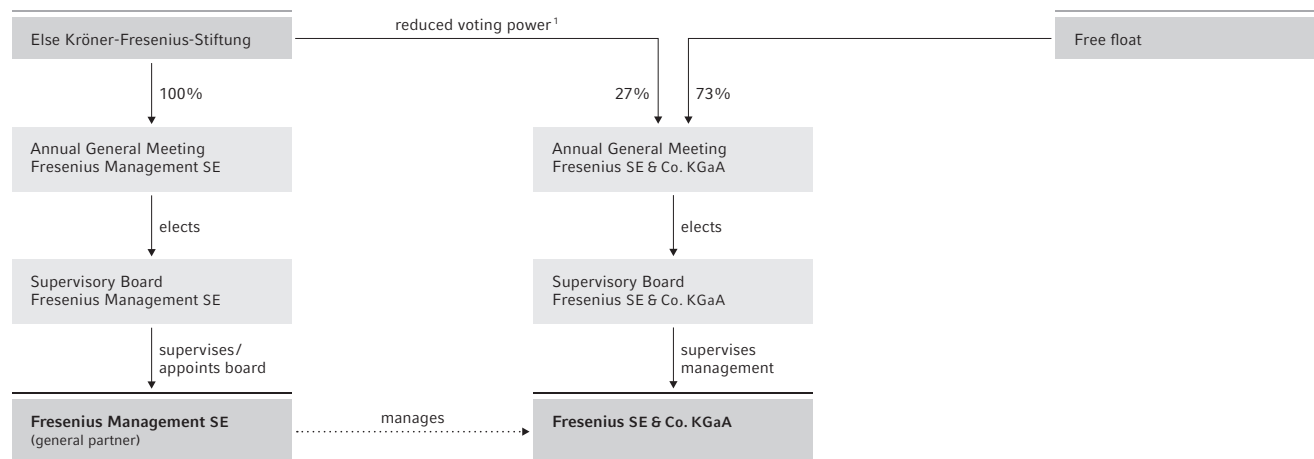 reduced voting power¹
Else Kröner-Fresenius-Stiftung
Free float
100%
27%
73%
Annual General Meeting
Fresenius Management SE
Annual General Meeting
Fresenius SE & Co. KGaA
elects
elects
Supervisory Board
Fresenius Management SE
Supervisory Board
Fresenius SE & Co. KGaA
supervises/
appoints board
supervises
management
Fresenius Management SE
(general partner)
manages
Fresenius SE & Co. KGaA